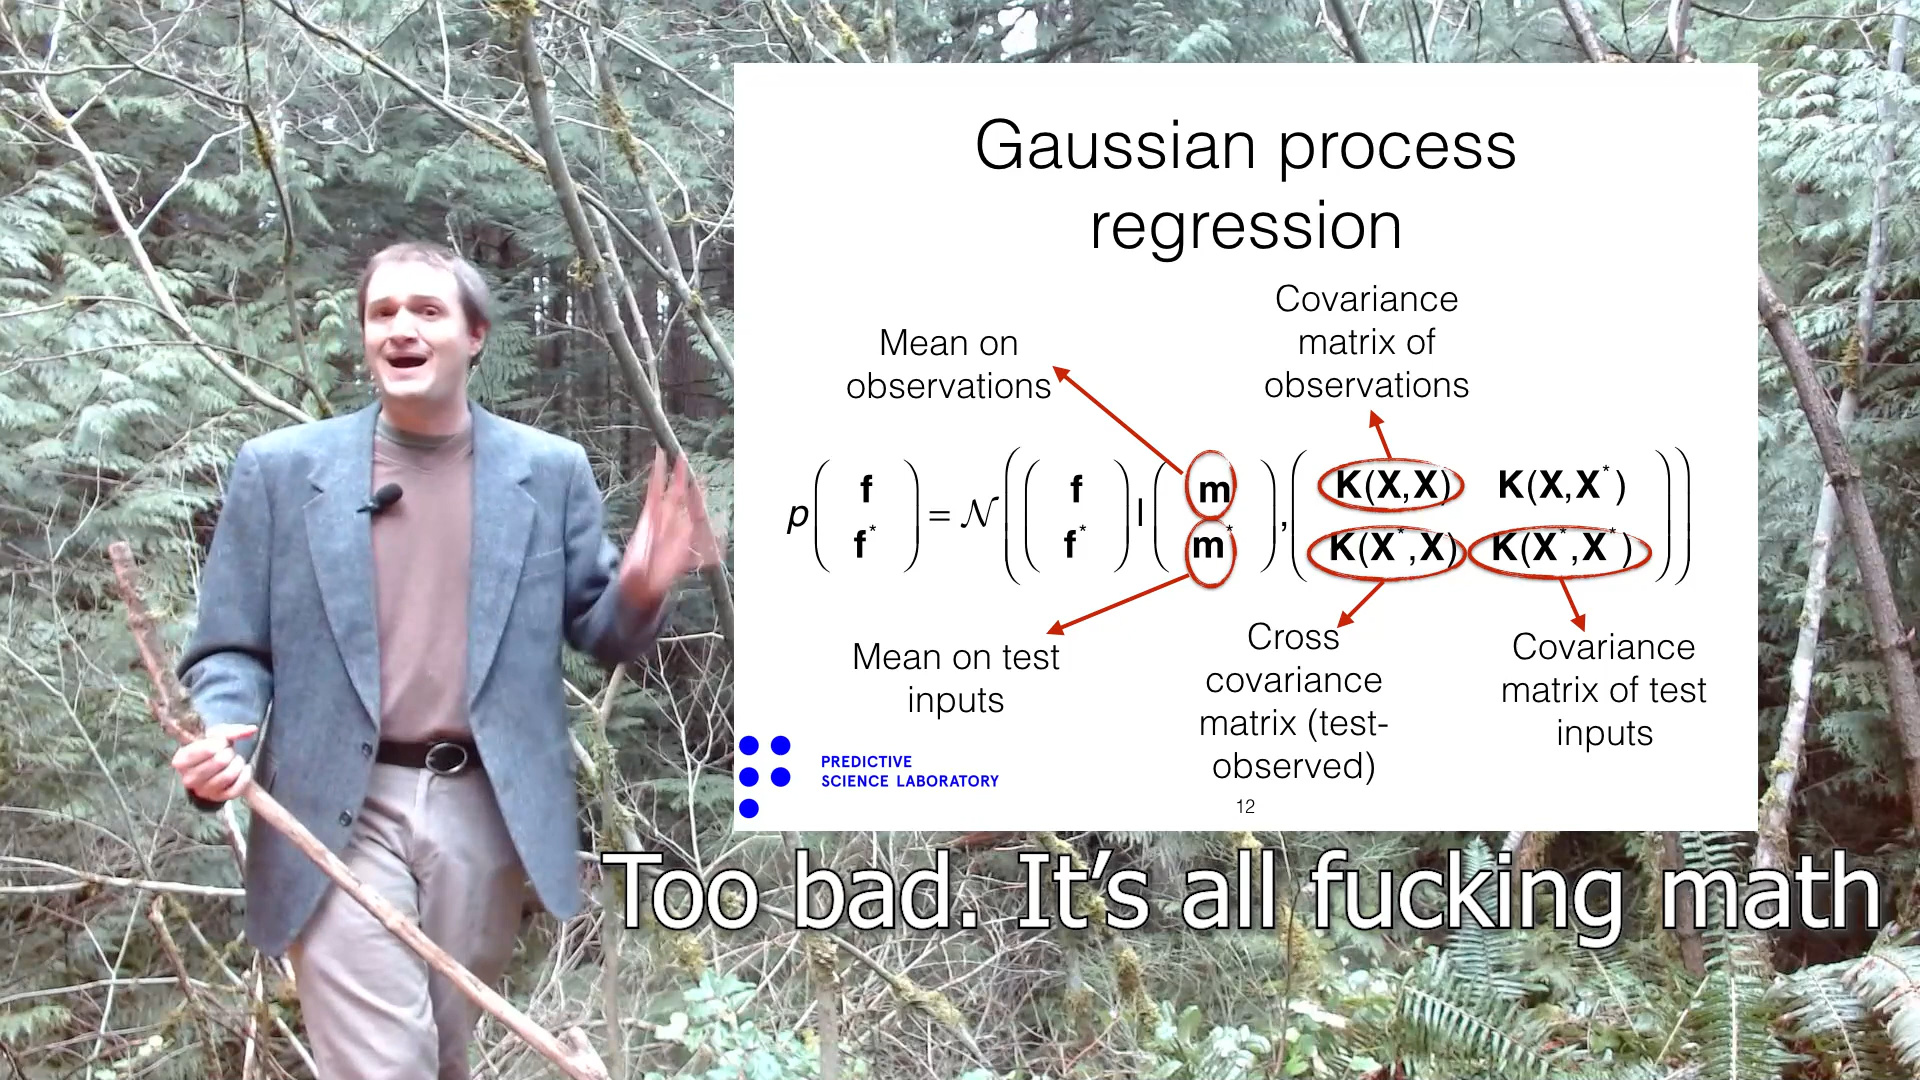 Gaussian process
regression
Mean on
observations
Covariance
matrix of
observations
p( f f* ) = 𝒩( ( f f* ) | ( m m* ), ( K(X,X) K(X,X*) K(X*,X) K(X*,X*) ) )
Mean on test
inputs
Cross
covariance
matrix (test-
observed)
Covariance
matrix of test
inputs
PREDICTIVE
SCIENCE LABORATORY
12
Too bad. It's all fucking math